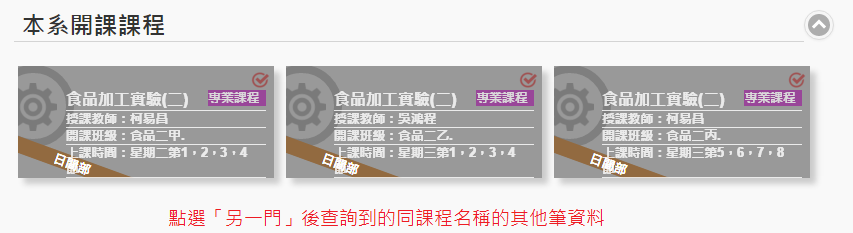 本系開課課程
食品加工實驗(二) 專業課程
授課教師：柯易昌
開課班級：食品二甲.
上課時間：星期二第1，2，3，4
日間部
食品加工實驗(二) 專業課程
授課教師：吳鴻程
開課班級：食品二乙.
上課時間：星期三第1，2，3，4
日間部
食品加工實驗(二) 專業課程
授課教師：柯易昌
開課班級：食品二丙.
上課時間：星期三第5，6，7，8
日間部
點選「另一門」後查詢到的同課程名稱的其他筆資料